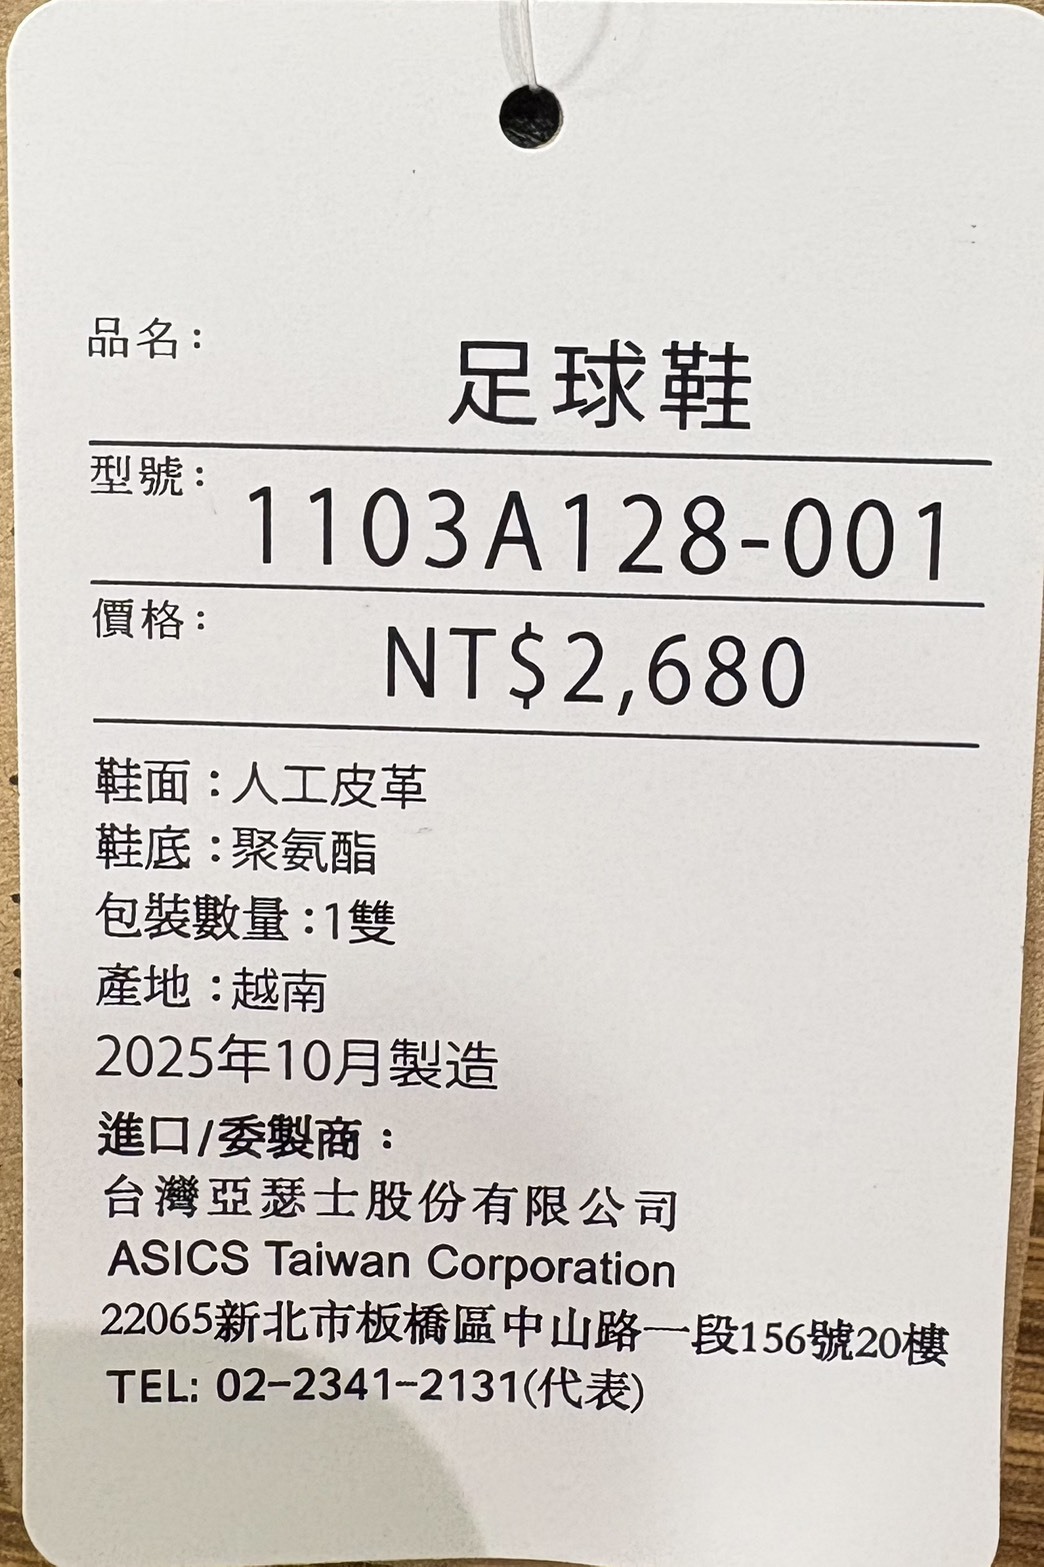 品名:
足球鞋
型號:
1103A128-001
價格:
NT$2,680
鞋面:人工皮革
鞋底:聚氨酯
包裝數量:1雙
產地:越南
2025年10月製造
進口/委製商:
台灣亞瑟士股份有限公司
ASICS Taiwan Corporation
22065新北市板橋區中山路一段156號20樓
TEL: 02-2341-2131(代表)